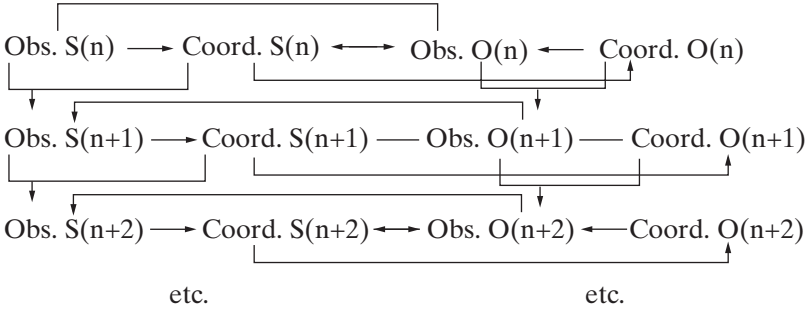 Obs. S(n) Coord. S(n) Obs. O(n) Coord. O(n)
Obs. S(n+1) Coord. S(n+1) Obs. O(n+1) Coord. O(n+1)
Obs. S(n+2) Coord. S(n+2) Obs. O(n+2) Coord. O(n+2)
etc. etc.